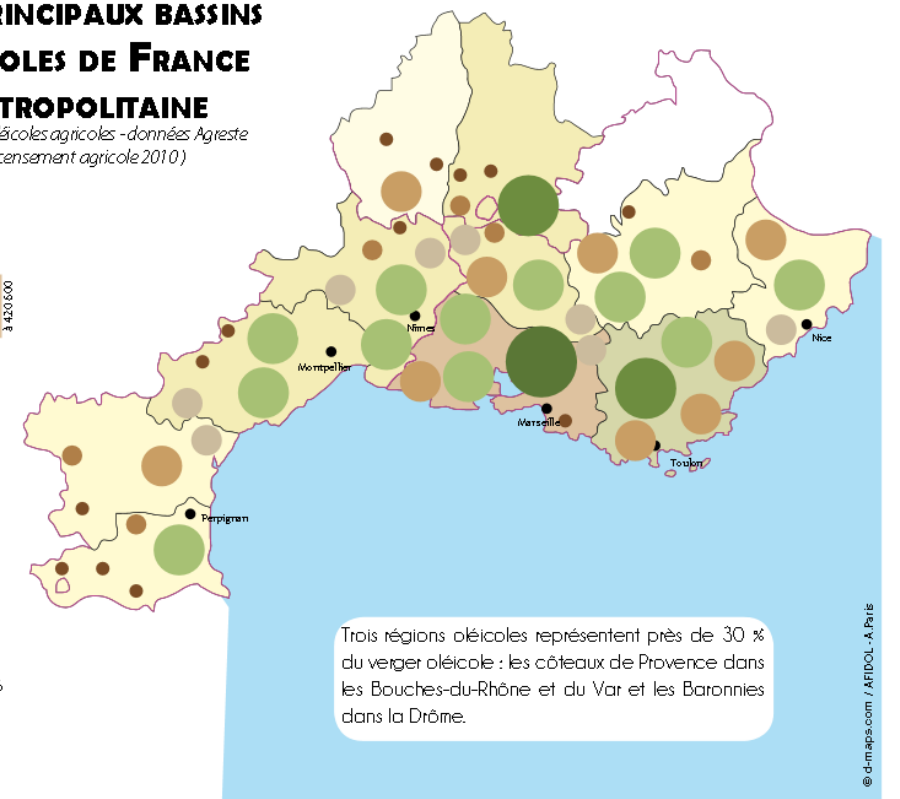 RINCIPAUX BASSINS
OLES DE FRANCE
TROPOLITAINE
éicoles agricoles - données Agreste
censement agricole 2010 )
à 420 600
Nîmes
Montpellier
Nice
Marseille
Toulon
Perpignan
Trois régions oléicoles représentent près de 30 %
du verger oléicole : les côteaux de Provence dans
les Bouches-du-Rhône et du Var et les Baronnies
dans la Drôme.
© d-maps.com / AFIDOL - A.Paris